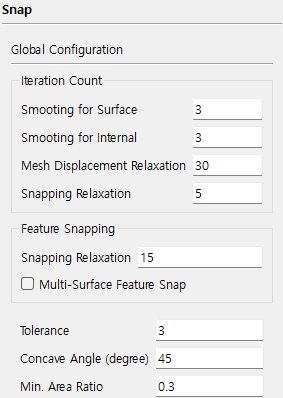 Snap
Global Configuration
Iteration Count
Smooting for Surface 3
Smooting for Internal 3
Mesh Displacement Relaxation 30
Snapping Relaxation 5
Feature Snapping
Snapping Relaxation 15
Multi-Surface Feature Snap
Tolerance 3
Concave Angle (degree) 45
Min. Area Ratio 0.3